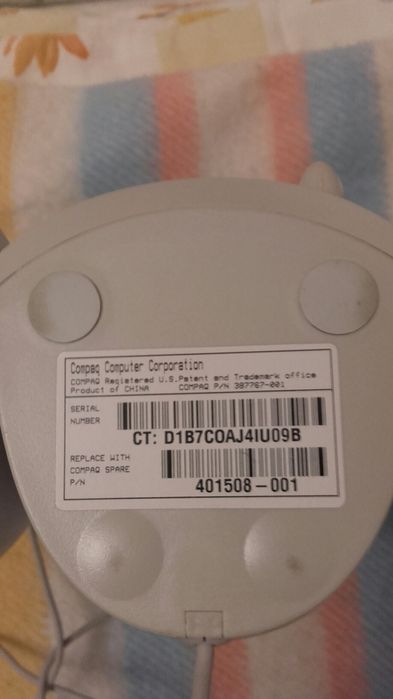 Compaq Computer Corporation
COMPAQ Registered U.S.Patent and Trademark office
Product of CHINA COMPAQ P/N 387767-001
SERIAL
NUMBER
CT: D1B7COAJ4IU09B
REPLACE WITH
COMPAQ SPARE
P/N
401508-001